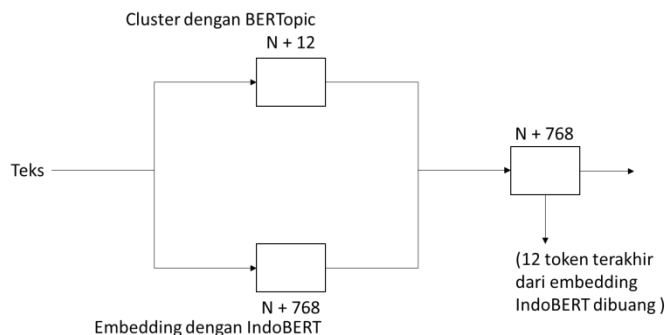 Cluster dengan BERTopic
N + 12
Teks
N + 768
N + 768
Embedding dengan IndoBERT
(12 token terakhir
dari embedding
IndoBERT dibuang )